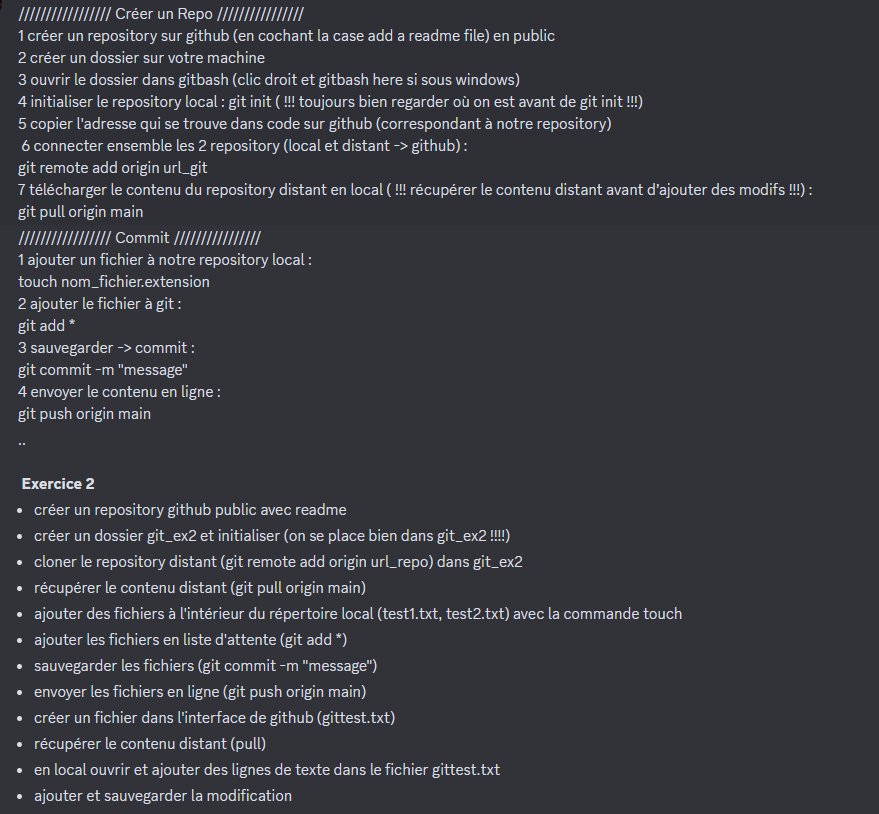 ///////////////// Créer un Repo ////////////////
1 créer un repository sur github (en cochant la case add a readme file) en public
2 créer un dossier sur votre machine
3 ouvrir le dossier dans gitbash (clic droit et gitbash here si sous windows)
4 initialiser le repository local : git init ( !!! toujours bien regarder où on est avant de git init !!!)
5 copier l'adresse qui se trouve dans code sur github (correspondant à notre repository)
6 connecter ensemble les 2 repository (local et distant -> github) :
git remote add origin url_git
7 télécharger le contenu du repository distant en local ( !!! récupérer le contenu distant avant d'ajouter des modifs !!!) :
git pull origin main
///////////////// Commit ////////////////
1 ajouter un fichier à notre repository local :
touch nom_fichier.extension
2 ajouter le fichier à git :
git add *
3 sauvegarder -> commit :
git commit -m "message"
4 envoyer le contenu en ligne :
git push origin main
..
Exercice 2
• créer un repository github public avec readme
• créer un dossier git_ex2 et initialiser (on se place bien dans git_ex2 !!!!)
• cloner le repository distant (git remote add origin url_repo) dans git_ex2
• récupérer le contenu distant (git pull origin main)
• ajouter des fichiers à l'intérieur du répertoire local (test1.txt, test2.txt) avec la commande touch
• ajouter les fichiers en liste d'attente (git add *)
• sauvegarder les fichiers (git commit -m "message")
• envoyer les fichiers en ligne (git push origin main)
• créer un fichier dans l'interface de github (gittest.txt)
• récupérer le contenu distant (pull)
• en local ouvrir et ajouter des lignes de texte dans le fichier gittest.txt
• ajouter et sauvegarder la modification